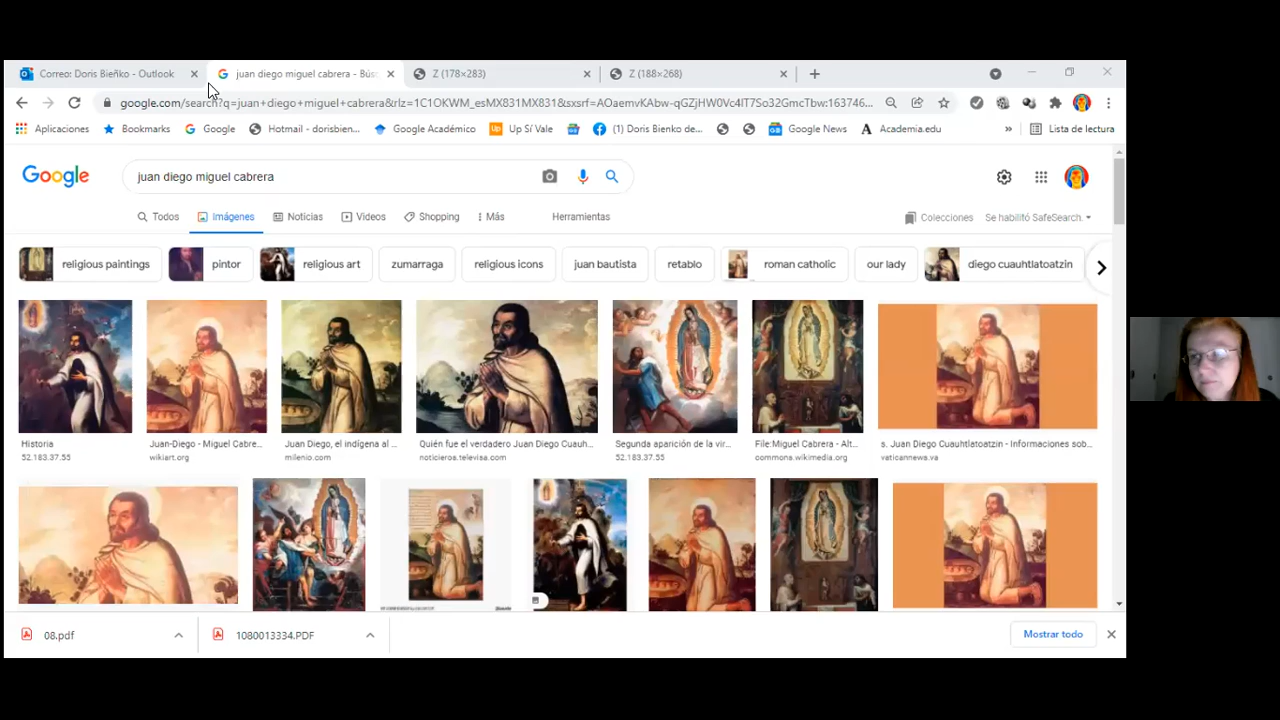 Correo: Doris Bieñko - Outlook
juan diego miguel cabrera - Bús
Z (178×283)
Z (188×268)
google.com/search?q=juan+diego+miguel+cabrera&rlz=1C1OKWM_esMX831MX831&sxsrf=AOaemvKAbw-qGZjHW0Vc4lT7So32GmcTbw:163746...
Aplicaciones
Bookmarks
Google
Hotmail - dorisbien...
Google Académico
Up S/ Vale
(1) Doris Bienko de...
Google News
Academia.edu
»
Lista de lectura
Google
juan diego miguel cabrera
Todos
Imágenes
Noticias
Videos
Shopping
Más
Herramientas
Colecciones
Se habilitó SafeSearch.
religious paintings
pintor
religious art
zumarraga
religious icons
juan bautista
retablo
roman catholic
our lady
diego cuauhtlatoatzin
Historia
Juan-Diego - Miguel Cabre...
Juan Diego, el indígena al ...
Quién fue el verdadero Juan Diego Cuauh...
Segunda aparición de la vir...
File:Miguel Cabrera - Alt...
s. Juan Diego Cuauhtlatoatzin - Informaciones sob...
52.183.37.55
wikiart.org
milenio.com
noticieros.televisa.com
52.183.37.55
commons.wikimedia.org
vaticannews.va
08.pdf
1080013334.PDF
Mostrar todo